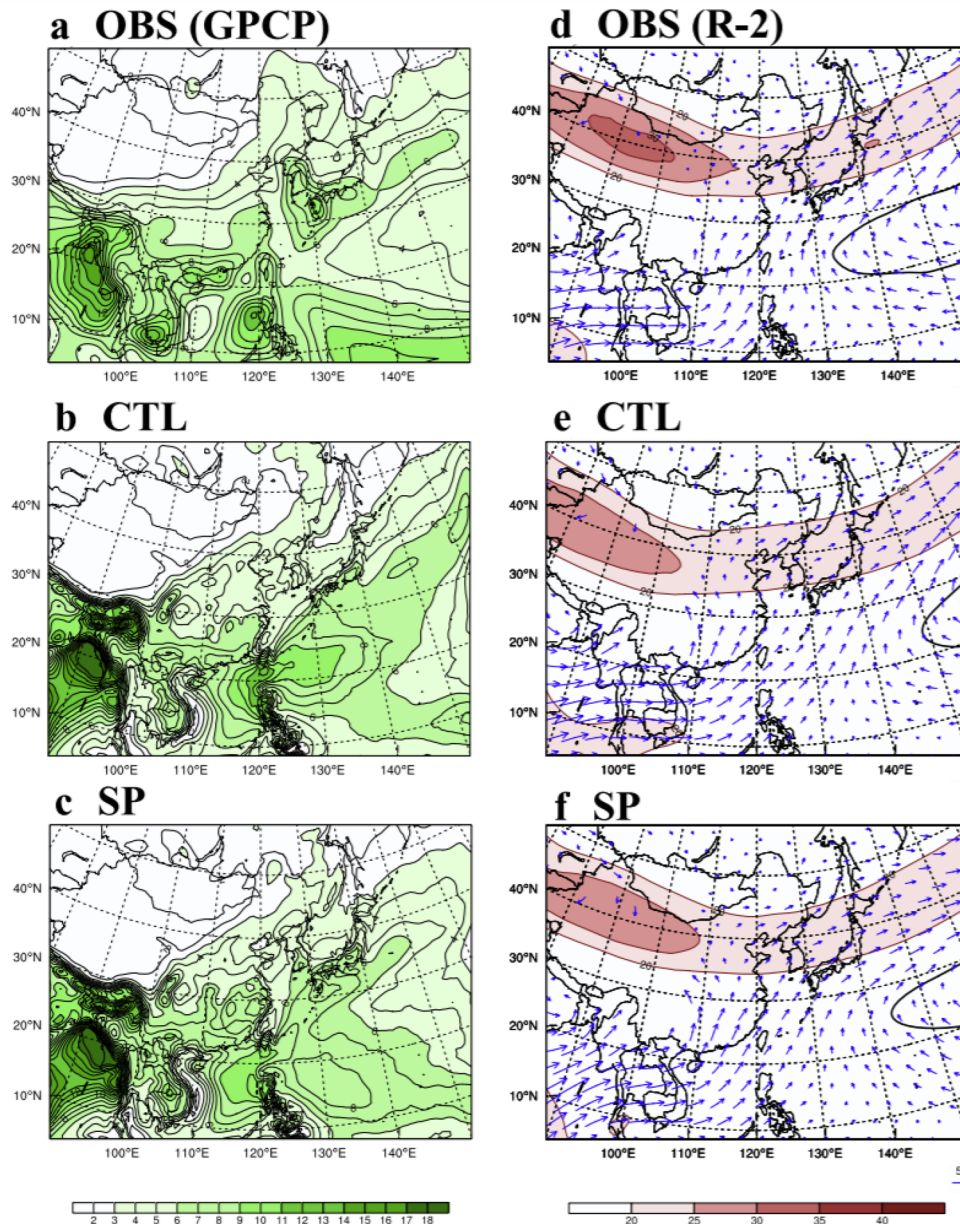 a OBS (GPCP)
d OBS (R-2)
40°N
30°N
20°N
10°N
100°E 110°E 120°E 130°E 140°E
40°N
30°N
20°N
10°N
100°E 110°E 120°E 130°E 140°E
b CTL
e CTL
40°N
30°N
20°N
10°N
100°E 110°E 120°E 130°E 140°E
40°N
30°N
20°N
10°N
100°E 110°E 120°E 130°E 140°E
c SP
f SP
40°N
30°N
20°N
10°N
100°E 110°E 120°E 130°E 140°E
40°N
30°N
20°N
10°N
100°E 110°E 120°E 130°E 140°E
5
2 3 4 5 6 7 8 9 10 11 12 13 14 15 16 17 18
20 25 30 35 40